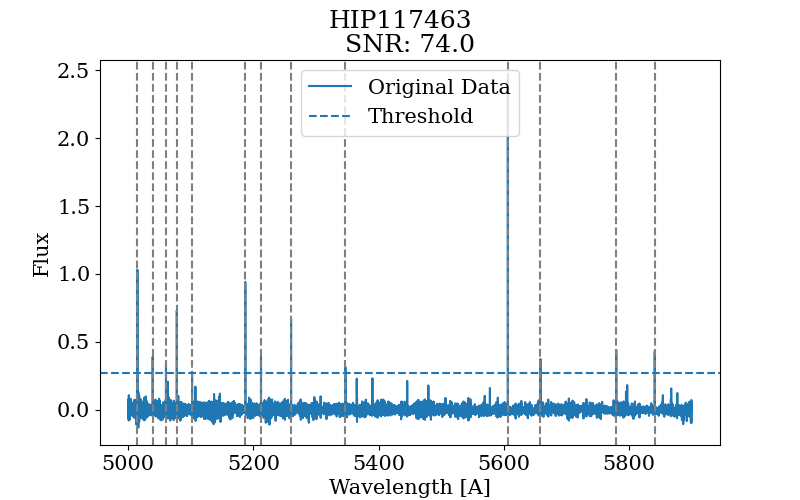 HIP117463
SNR: 74.0
Original Data
Threshold
2.5
2.0
1.5
1.0
0.5
0.0
Flux
5000 5200 5400 5600 5800
Wavelength [A]